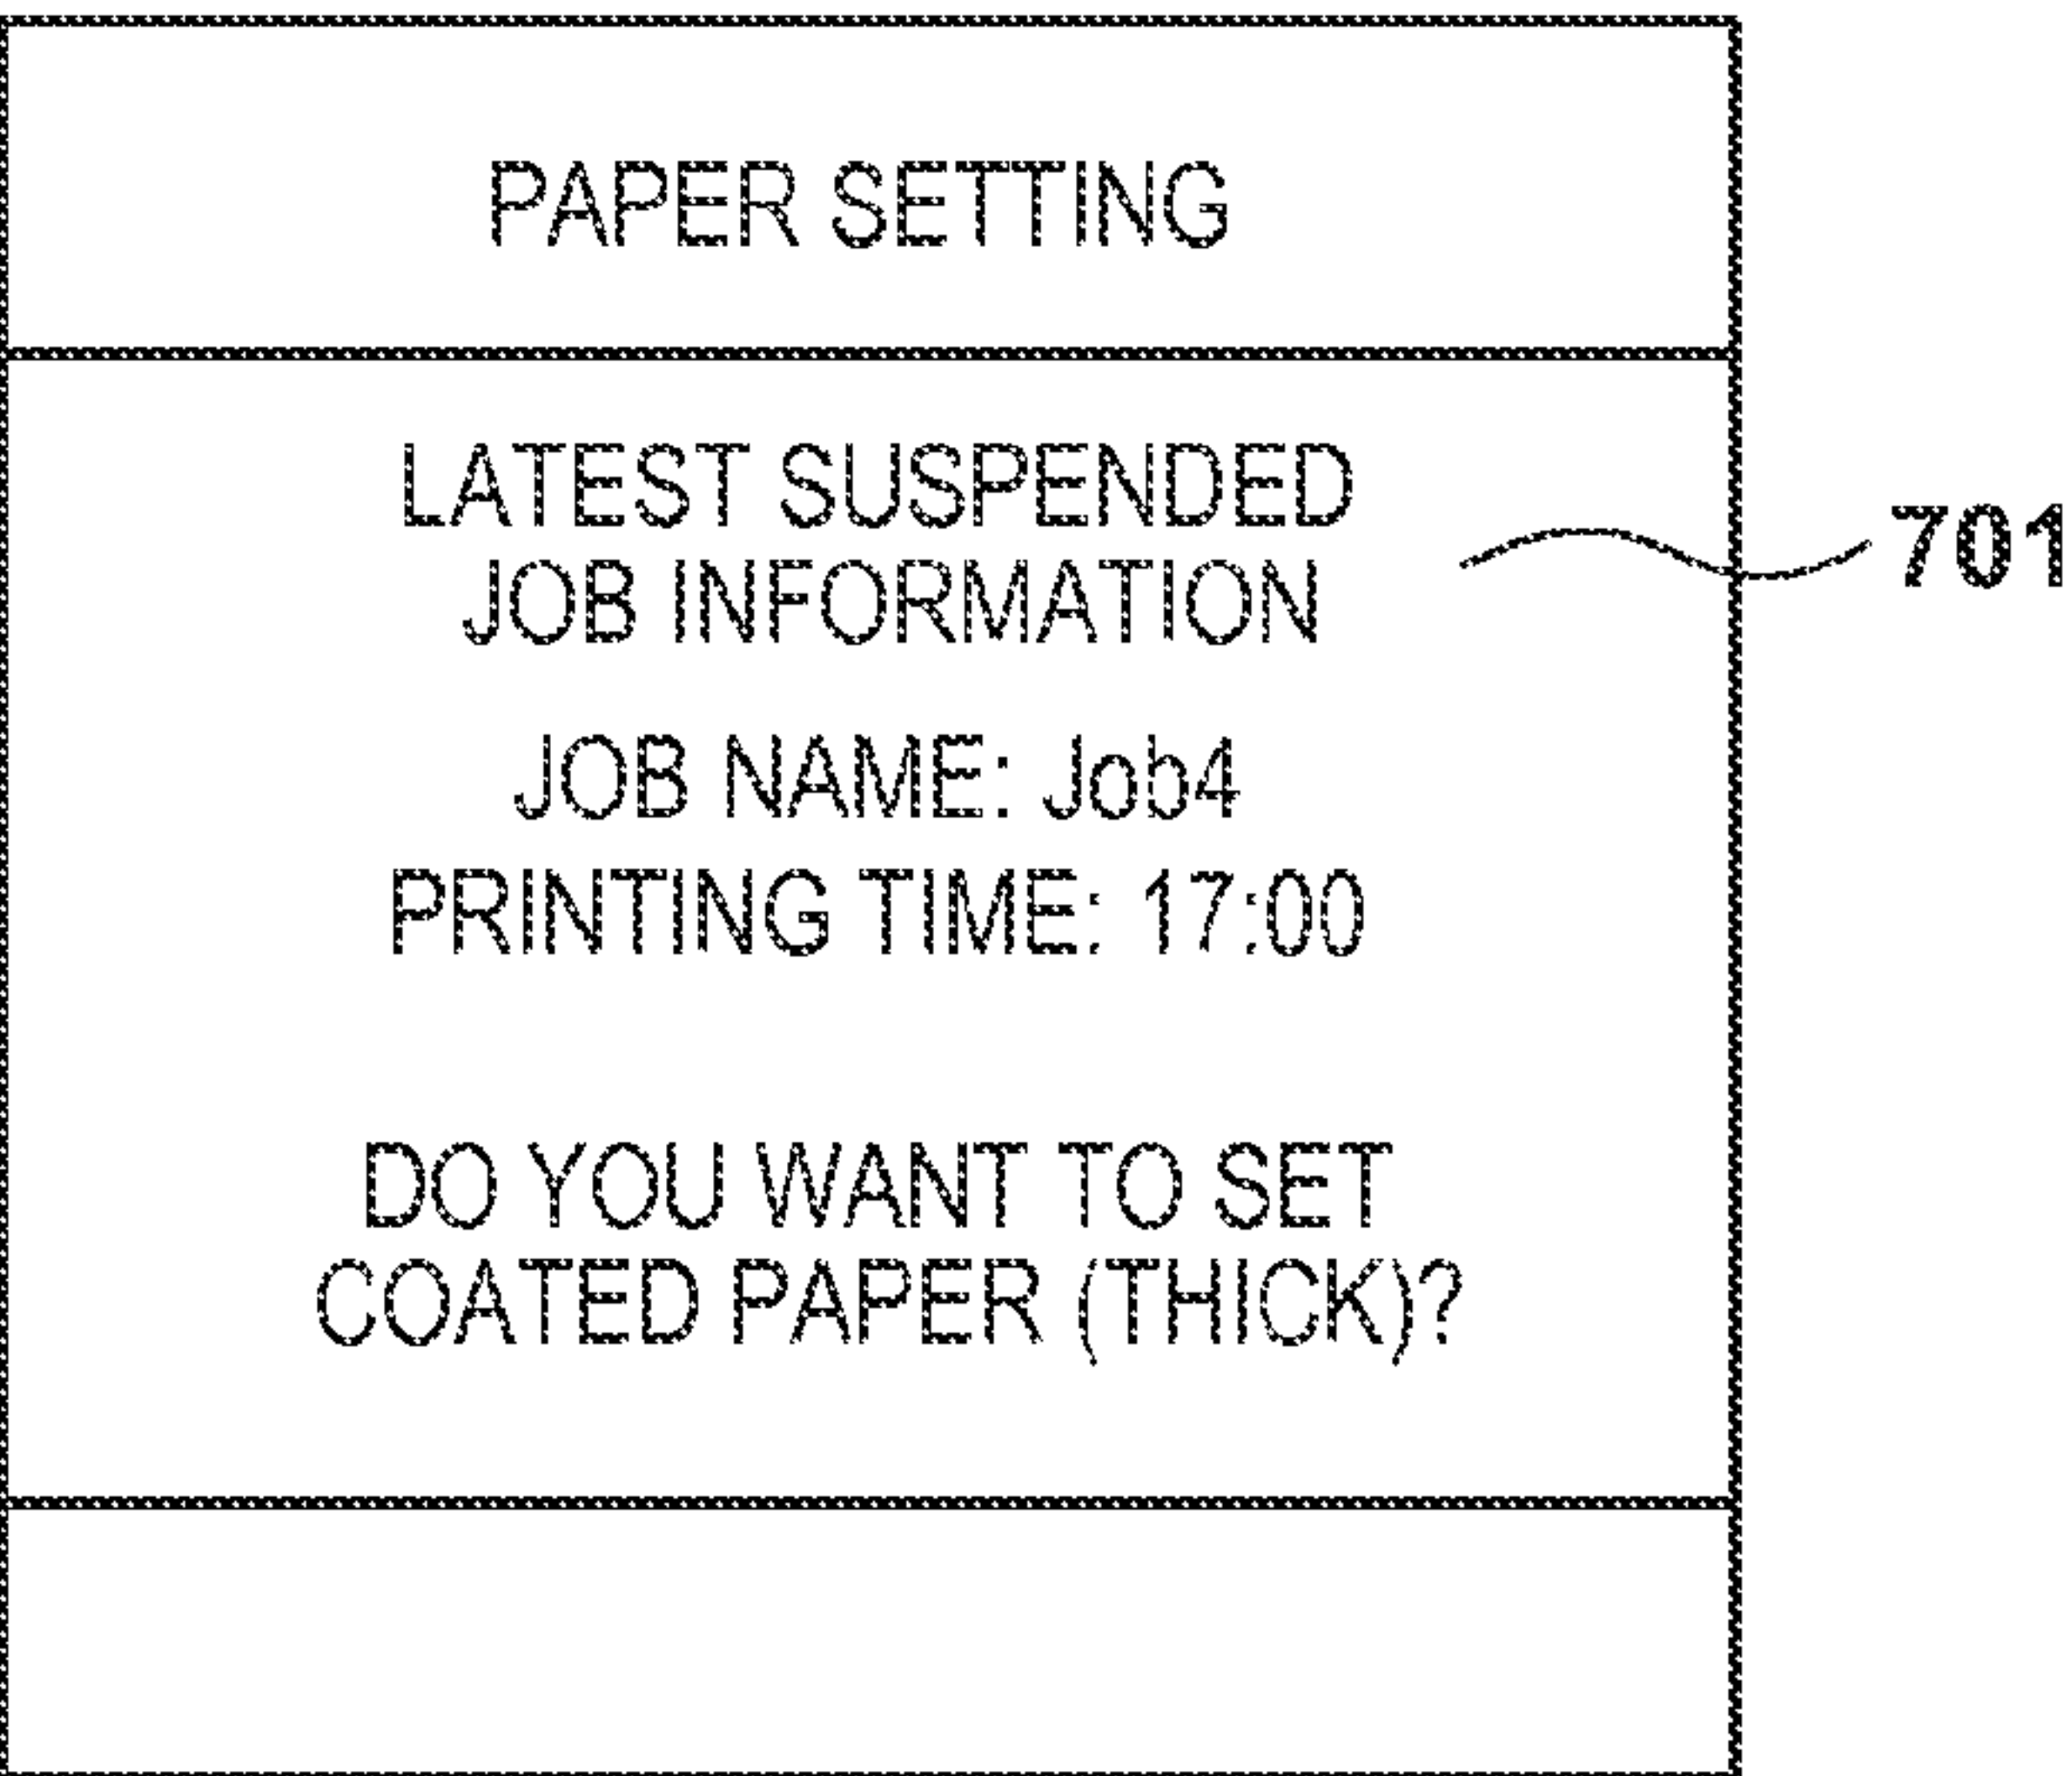 PAPER SETTING
LATEST SUSPENDED
JOB INFORMATION
701
JOB NAME: Job4
PRINTING TIME: 17:00
DO YOU WANT TO SET
COATED PAPER (THICK)?